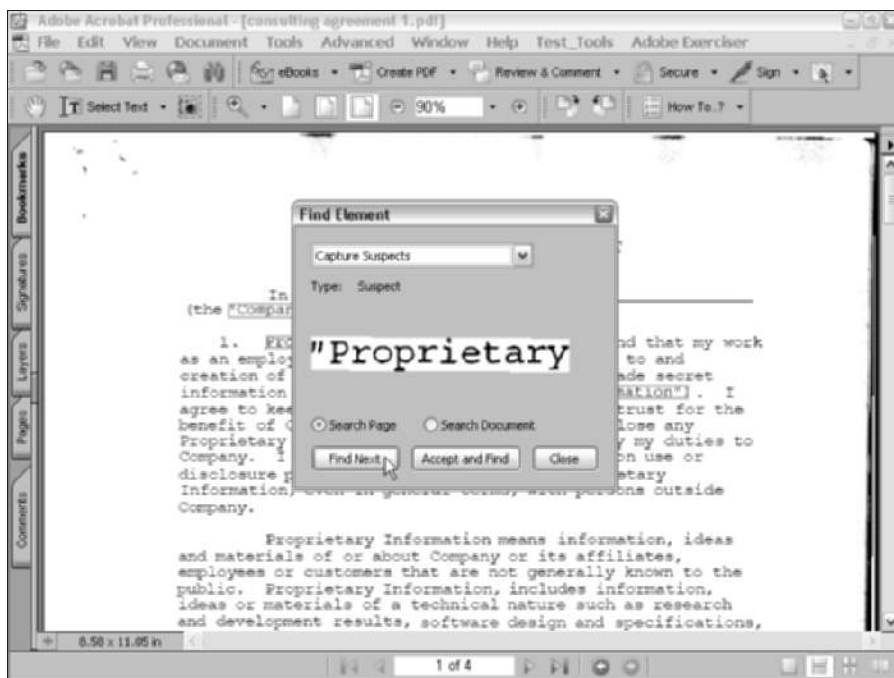 Adobe Acrobat Professional - [consulting agreement 1.pdf]
File Edit View Document Tools Advanced Window Help Test_Tools Adobe Exerciser
eBooks Create PDF Review & Comment Secure Sign
Select Text 90% How To..?
Bookmarks
Signatures
Layers
Pages
Comments
Find Element
Capture Suspects
Type: Suspect
"Proprietary
Search Page Search Document
Find Next Accept and Find Close
In
(the "Compan
1. nd that my work
as an employ to and
creation of ade secret
information mation"). I
agree to kee trust for the
benefit of lose any
Proprietary y my duties to
Company. on use or
disclosure p etary
Information, even in general terms, with persons outside
Company.
Proprietary Information means information, ideas
and materials of or about Company or its affiliates,
employees or customers that are not generally known to the
public. Proprietary Information, includes information,
ideas or materials of a technical nature such as research
and development results, software design and specifications,
8.58 x 11.05 in
1 of 4